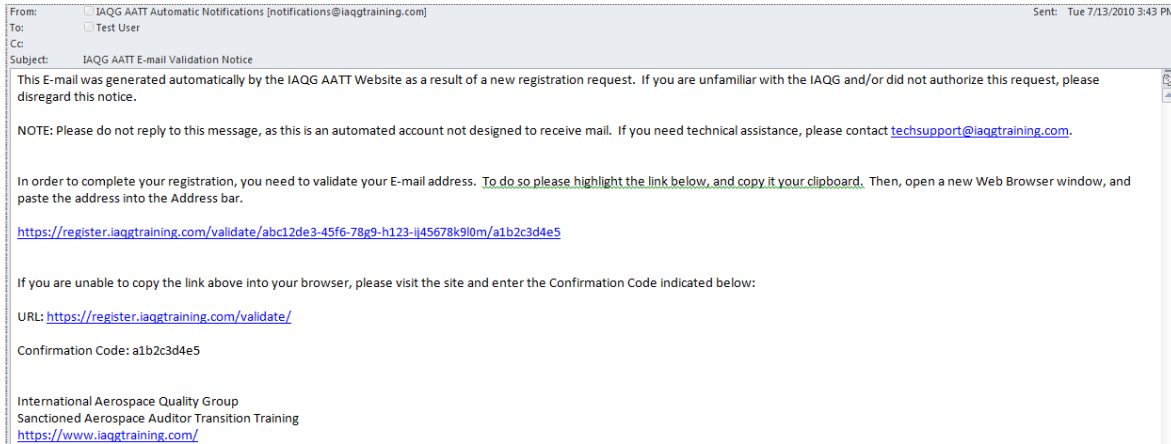 From: IAQG AATT Automatic Notifications [notifications@iaqgtraining.com] Sent: Tue 7/13/2010 3:43 PM
To: Test User
Cc:
Subject: IAQG AATT E-mail Validation Notice
This E-mail was generated automatically by the IAQG AATT Website as a result of a new registration request. If you are unfamiliar with the IAQG and/or did not authorize this request, please
disregard this notice.
NOTE: Please do not reply to this message, as this is an automated account not designed to receive mail. If you need technical assistance, please contact techsupport@iaqgtraining.com.
In order to complete your registration, you need to validate your E-mail address. To do so please highlight the link below, and copy it your clipboard. Then, open a new Web Browser window, and
paste the address into the Address bar.
https://register.iaqgtraining.com/validate/abc12de3-45f6-78g9-h123-ij45678k9l0m/a1b2c3d4e5
If you are unable to copy the link above into your browser, please visit the site and enter the Confirmation Code indicated below:
URL: https://register.iaqgtraining.com/validate/
Confirmation Code: a1b2c3d4e5
International Aerospace Quality Group
Sanctioned Aerospace Auditor Transition Training
https://www.iaqgtraining.com/